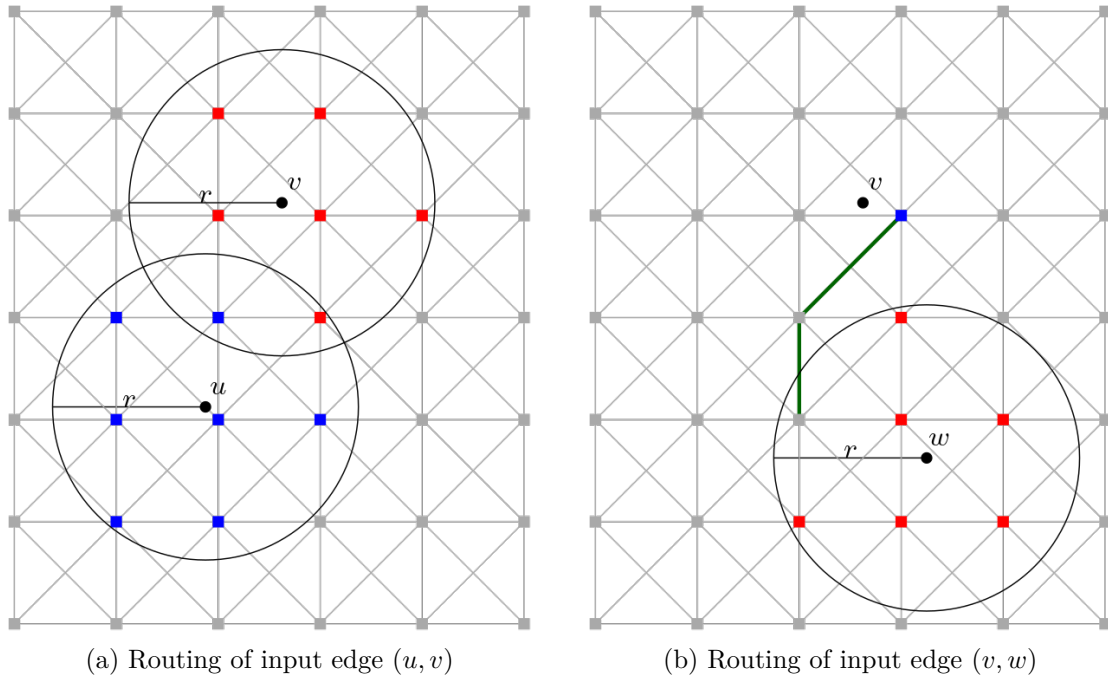 v
r
u
r
(a) Routing of input edge (u, v)
v
w
r
(b) Routing of input edge (v, w)